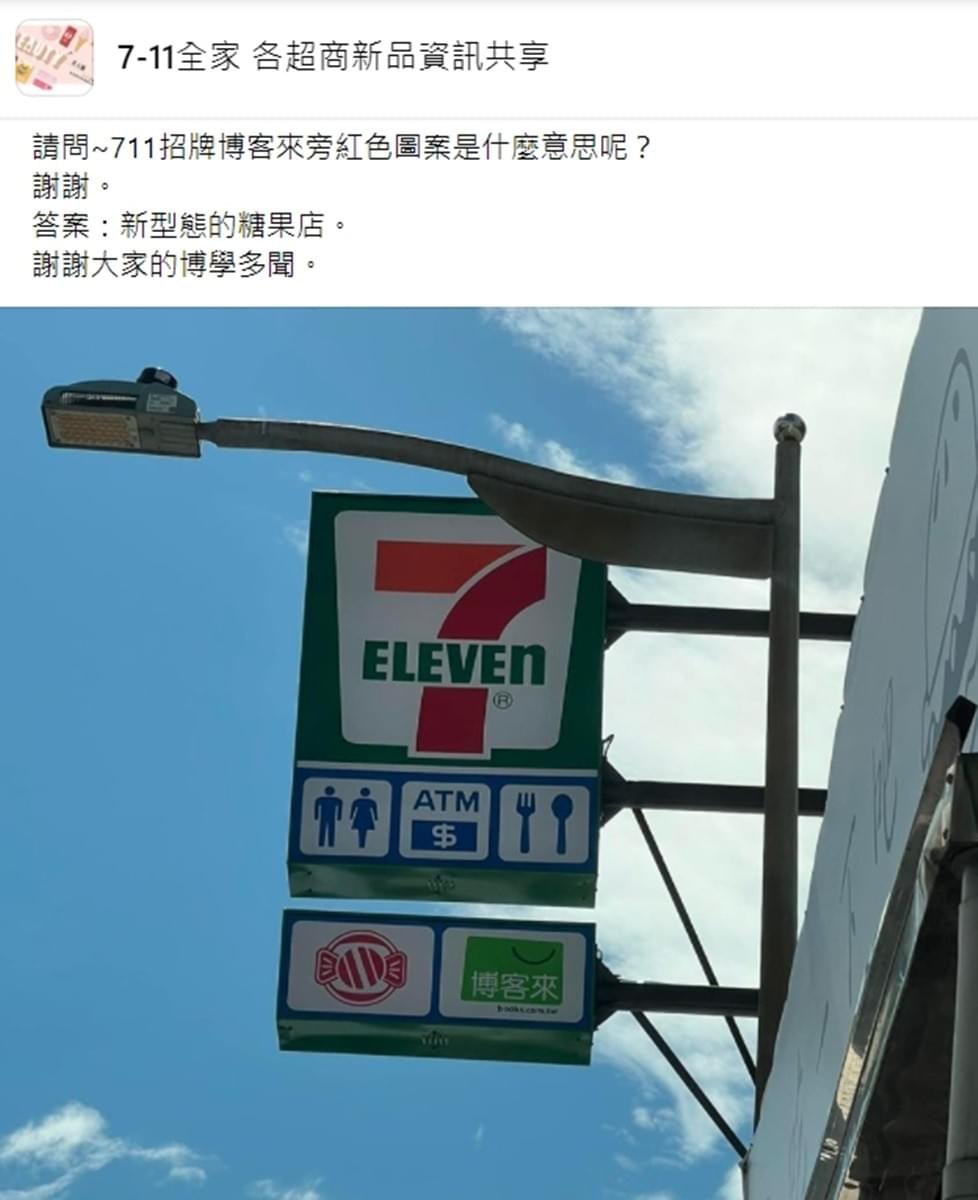 7-11全家 各超商新品資訊共享
請問~711招牌博客來旁紅色圖案是什麼意思呢？
謝謝。
答案：新型態的糖果店。
謝謝大家的博學多聞。
7
ELEVEn
®
ATM
$
博客來
books.com.tw